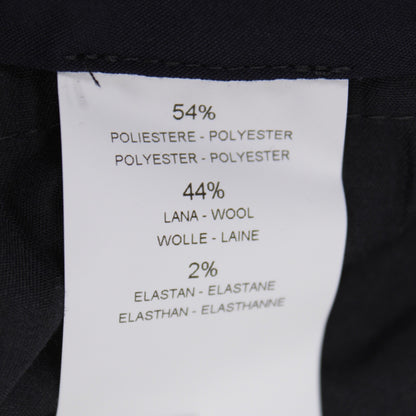 54%
POLIESTERE - POLYESTER
POLYESTER - POLYESTER
44%
LANA - WOOL
WOLLE - LAINE
2%
ELASTAN - ELASTANE
ELASTHAN - ELASTHANNE